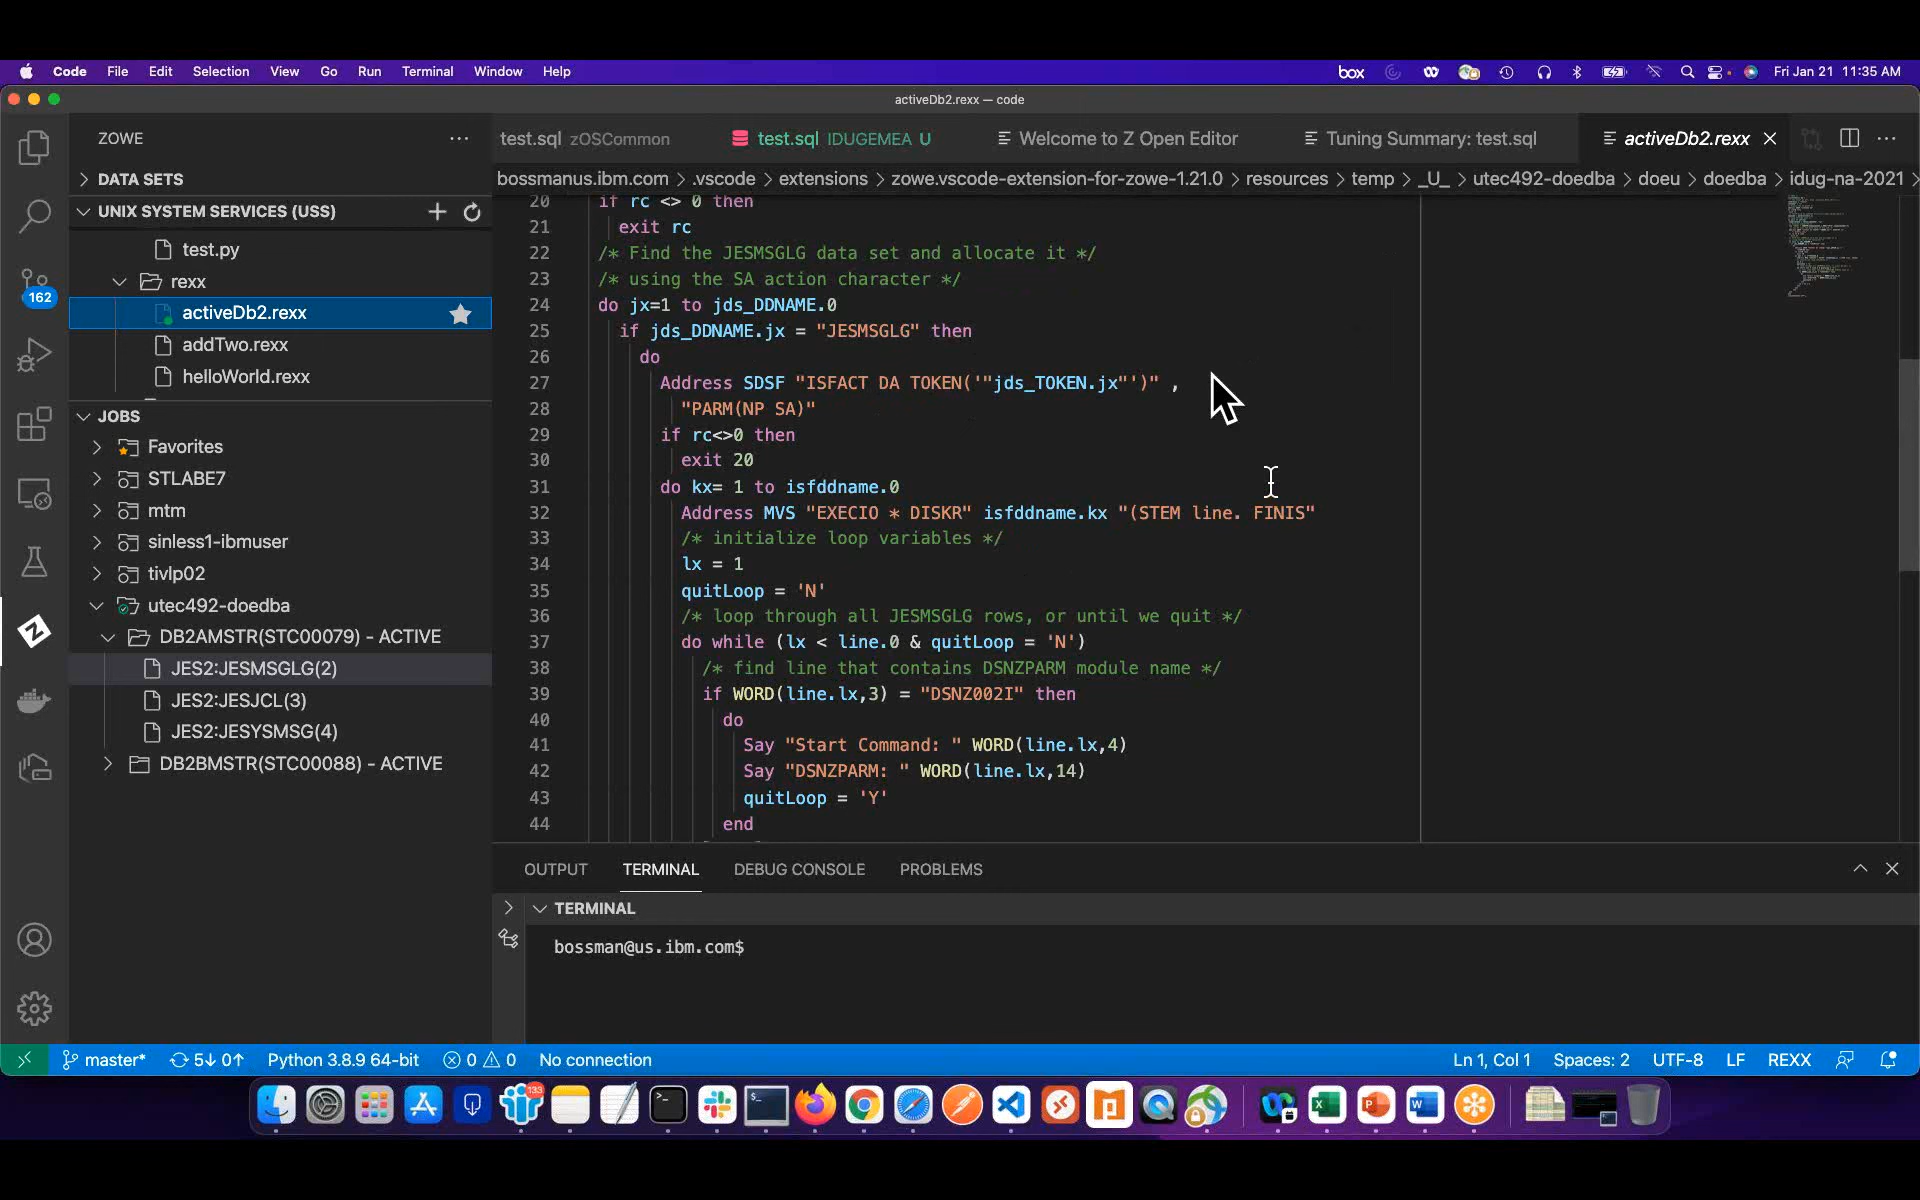 Code File Edit Selection View Go Run Terminal Window Help box Fri Jan 21 11:35 AM
activeDb2.rexx — code
ZOWE
DATA SETS
UNIX SYSTEM SERVICES (USS)
test.py
rexx
activeDb2.rexx
addTwo.rexx
helloWorld.rexx
JOBS
Favorites
STLABE7
mtm
sinless1-ibmuser
tivlp02
utec492-doedba
DB2AMSTR(STC00079) - ACTIVE
JES2:JESMSGLG(2)
JES2:JESJCL(3)
JES2:JESYSMSG(4)
DB2BMSTR(STC00088) - ACTIVE
162
test.sql zOSCommon test.sql IDUGEMEA U Welcome to Z Open Editor Tuning Summary: test.sql activeDb2.rexx
bossmanus.ibm.com > .vscode > extensions > zowe.vscode-extension-for-zowe-1.21.0 > resources > temp > _U_ > utec492-doedba > doeu > doedba > idug-na-2021 >
20 if rc <> 0 then
21 exit rc
22 /* Find the JESMSGLG data set and allocate it */
23 /* using the SA action character */
24 do jx=1 to jds_DDNAME.0
25 if jds_DDNAME.jx = "JESMSGLG" then
26 do
27 Address SDSF "ISFACT DA TOKEN('"jds_TOKEN.jx"')" ,
28 "PARM(NP SA)"
29 if rc<>0 then
30 exit 20
31 do kx= 1 to isfddname.0
32 Address MVS "EXECIO * DISKR" isfddname.kx "(STEM line. FINIS"
33 /* initialize loop variables */
34 lx = 1
35 quitLoop = 'N'
36 /* loop through all JESMSGLG rows, or until we quit */
37 do while (lx < line.0 & quitLoop = 'N')
38 /* find line that contains DSNZPARM module name */
39 if WORD(line.lx,3) = "DSNZ002I" then
40 do
41 Say "Start Command: " WORD(line.lx,4)
42 Say "DSNZPARM: " WORD(line.lx,14)
43 quitLoop = 'Y'
44 end
OUTPUT TERMINAL DEBUG CONSOLE PROBLEMS
TERMINAL
bossman@us.ibm.com$
master* 5↓ 0↑ Python 3.8.9 64-bit 0 0 No connection Ln 1, Col 1 Spaces: 2 UTF-8 LF REXX
133